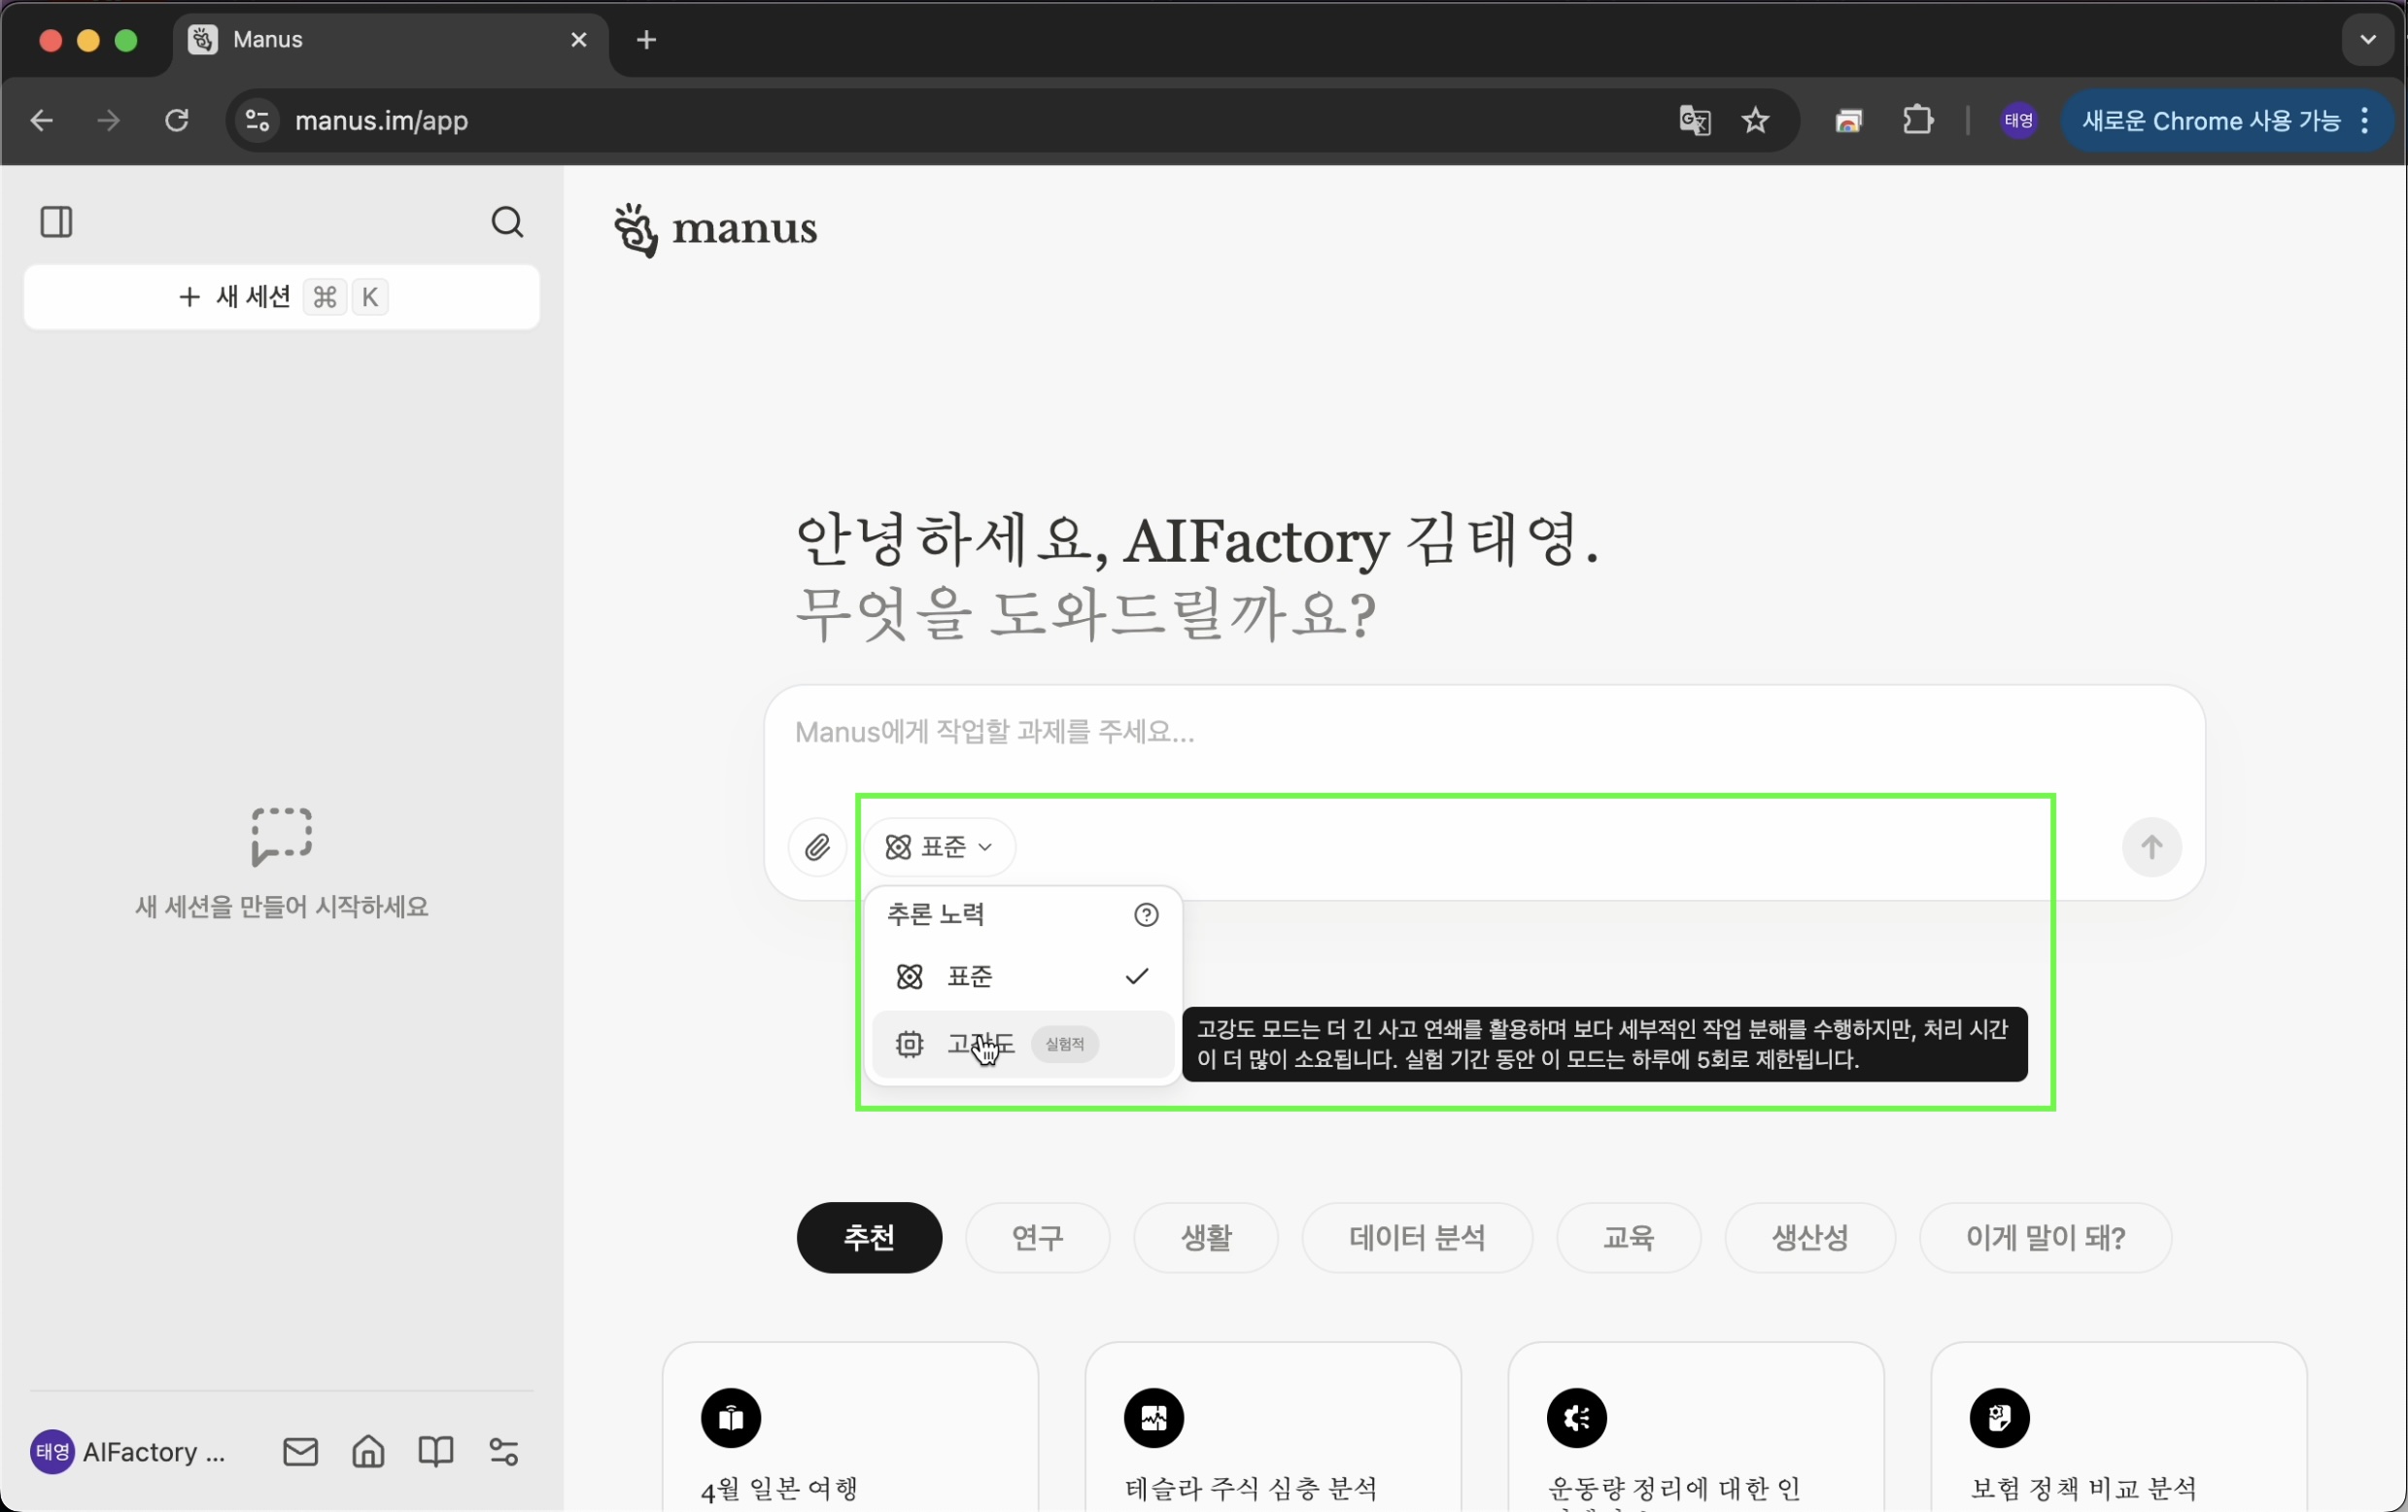 Manus
manus.im/app
태영
새로운 Chrome 사용 가능
manus
새 세션 ⌘ K
안녕하세요, AIFactory 김태영.
무엇을 도와드릴까요?
Manus에게 작업할 과제를 주세요...
표준
추론 노력
표준
실험적
고강도 모드는 더 긴 사고 연쇄를 활용하며 보다 세부적인 작업 분해를 수행하지만, 처리 시간
이 더 많이 소요됩니다. 실험 기간 동안 이 모드는 하루에 5회로 제한됩니다.
새 세션을 만들어 시작하세요
추천 연구 생활 데이터 분석 교육 생산성 이게 말이 돼?
4월 일본 여행
테슬라 주식 심층 분석
운동량 정리에 대한 인
보험 정책 비교 분석
태영 AIFactory ...